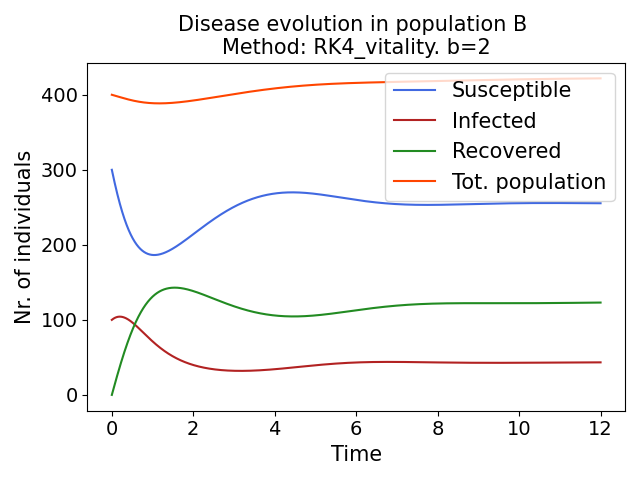 Disease evolution in population B
Method: RK4_vitality. b=2
Nr. of individuals
400
300
200
100
0
Susceptible
Infected
Recovered
Tot. population
0 2 4 6 8 10 12
Time